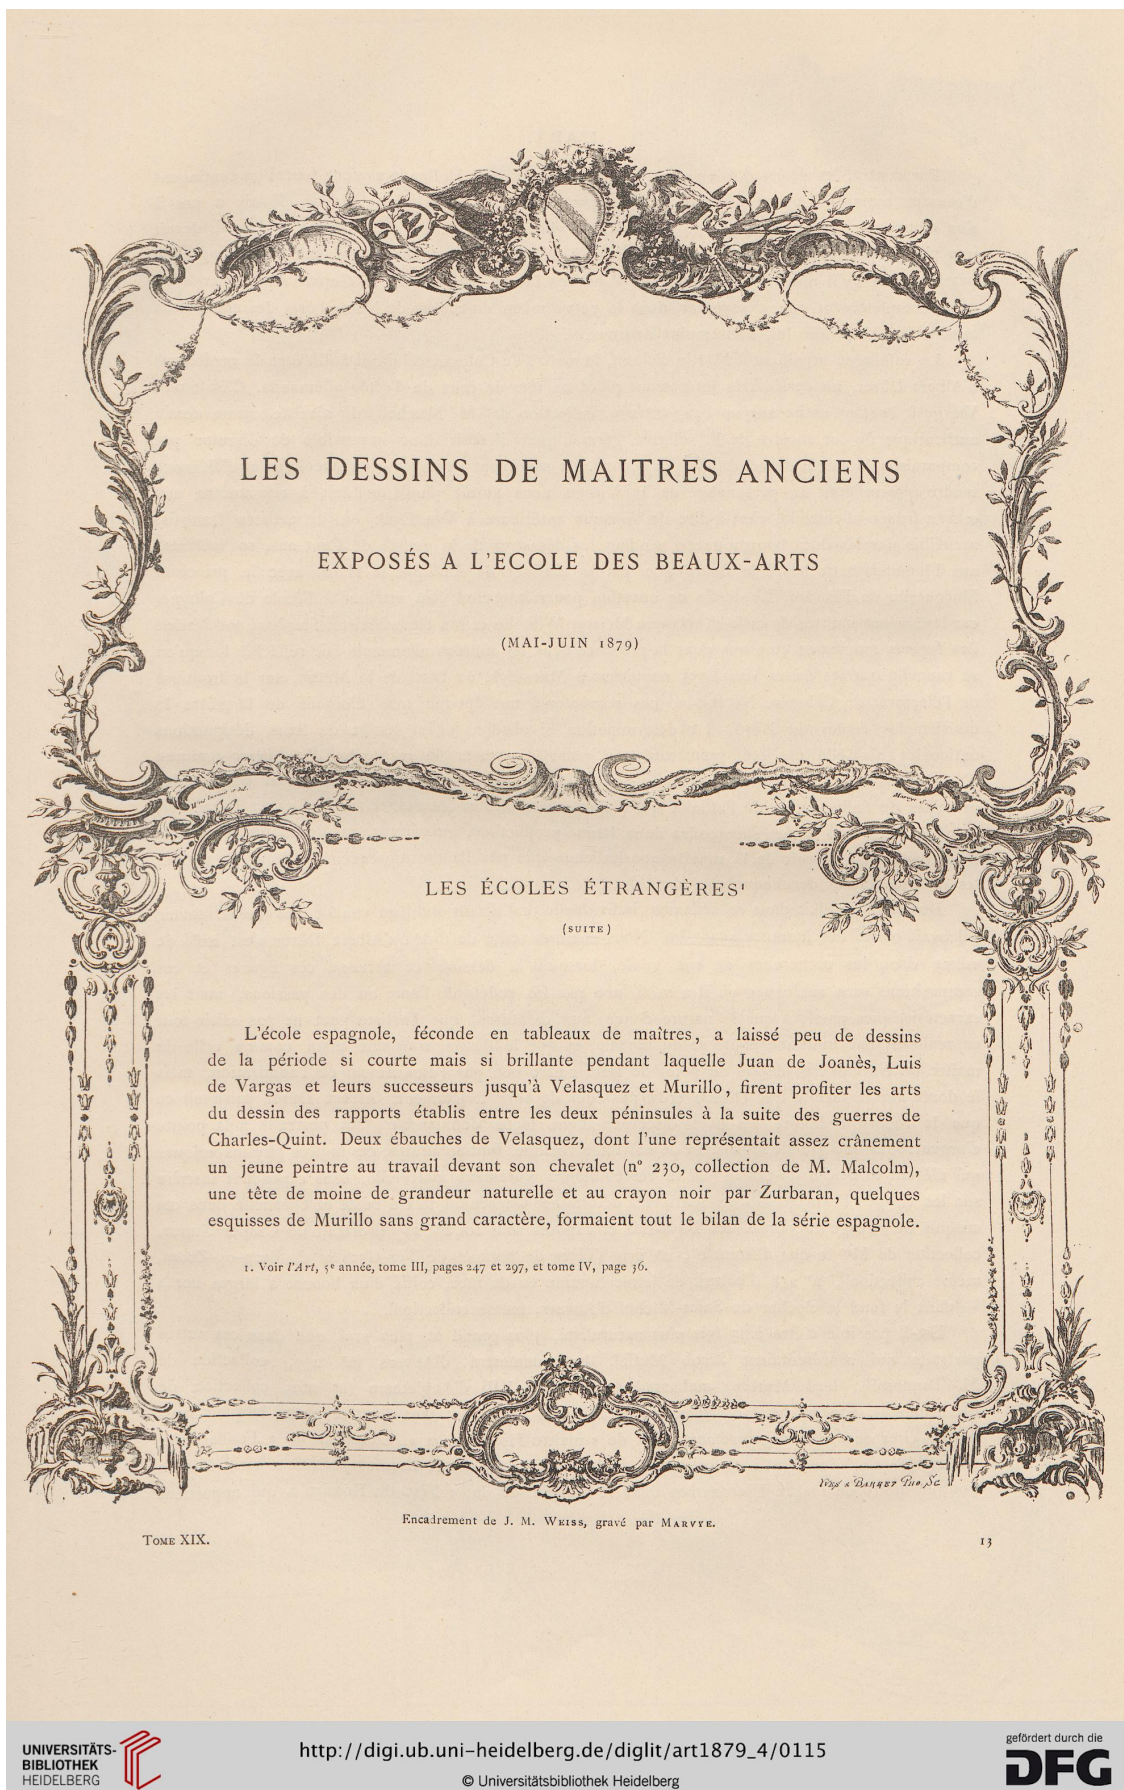 LES DESSINS DE MAITRES ANCIENS
EXPOSÉS A L'ECOLE DES BEAUX-ARTS
(MAI-JUIN 1879)
LES ÉCOLES ÉTRANGÈRES¹
(SUITE)
L'école espagnole, féconde en tableaux de maîtres, a laissé peu de dessins
de la période si courte mais si brillante pendant laquelle Juan de Joanès, Luis
de Vargas et leurs successeurs jusqu'à Velasquez et Murillo, firent profiter les arts
du dessin des rapports établis entre les deux péninsules à la suite des guerres de
Charles-Quint. Deux ébauches de Velasquez, dont l'une représentait assez crânement
un jeune peintre au travail devant son chevalet (n° 230, collection de M. Malcolm),
une tête de moine de grandeur naturelle et au crayon noir par Zurbaran, quelques
esquisses de Murillo sans grand caractère, formaient tout le bilan de la série espagnole.
1. Voir l'Art, 5e année, tome III, pages 247 et 297, et tome IV, page 36.
Yves & Barret Pho Sc.
Encadrement de J. M. Weiss, gravé par Marvye.
Tome XIX.
13
UNIVERSITÄTS-
BIBLIOTHEK
HEIDELBERG
http://digi.ub.uni-heidelberg.de/diglit/art1879_4/0115
© Universitätsbibliothek Heidelberg
gefördert durch die
DFG